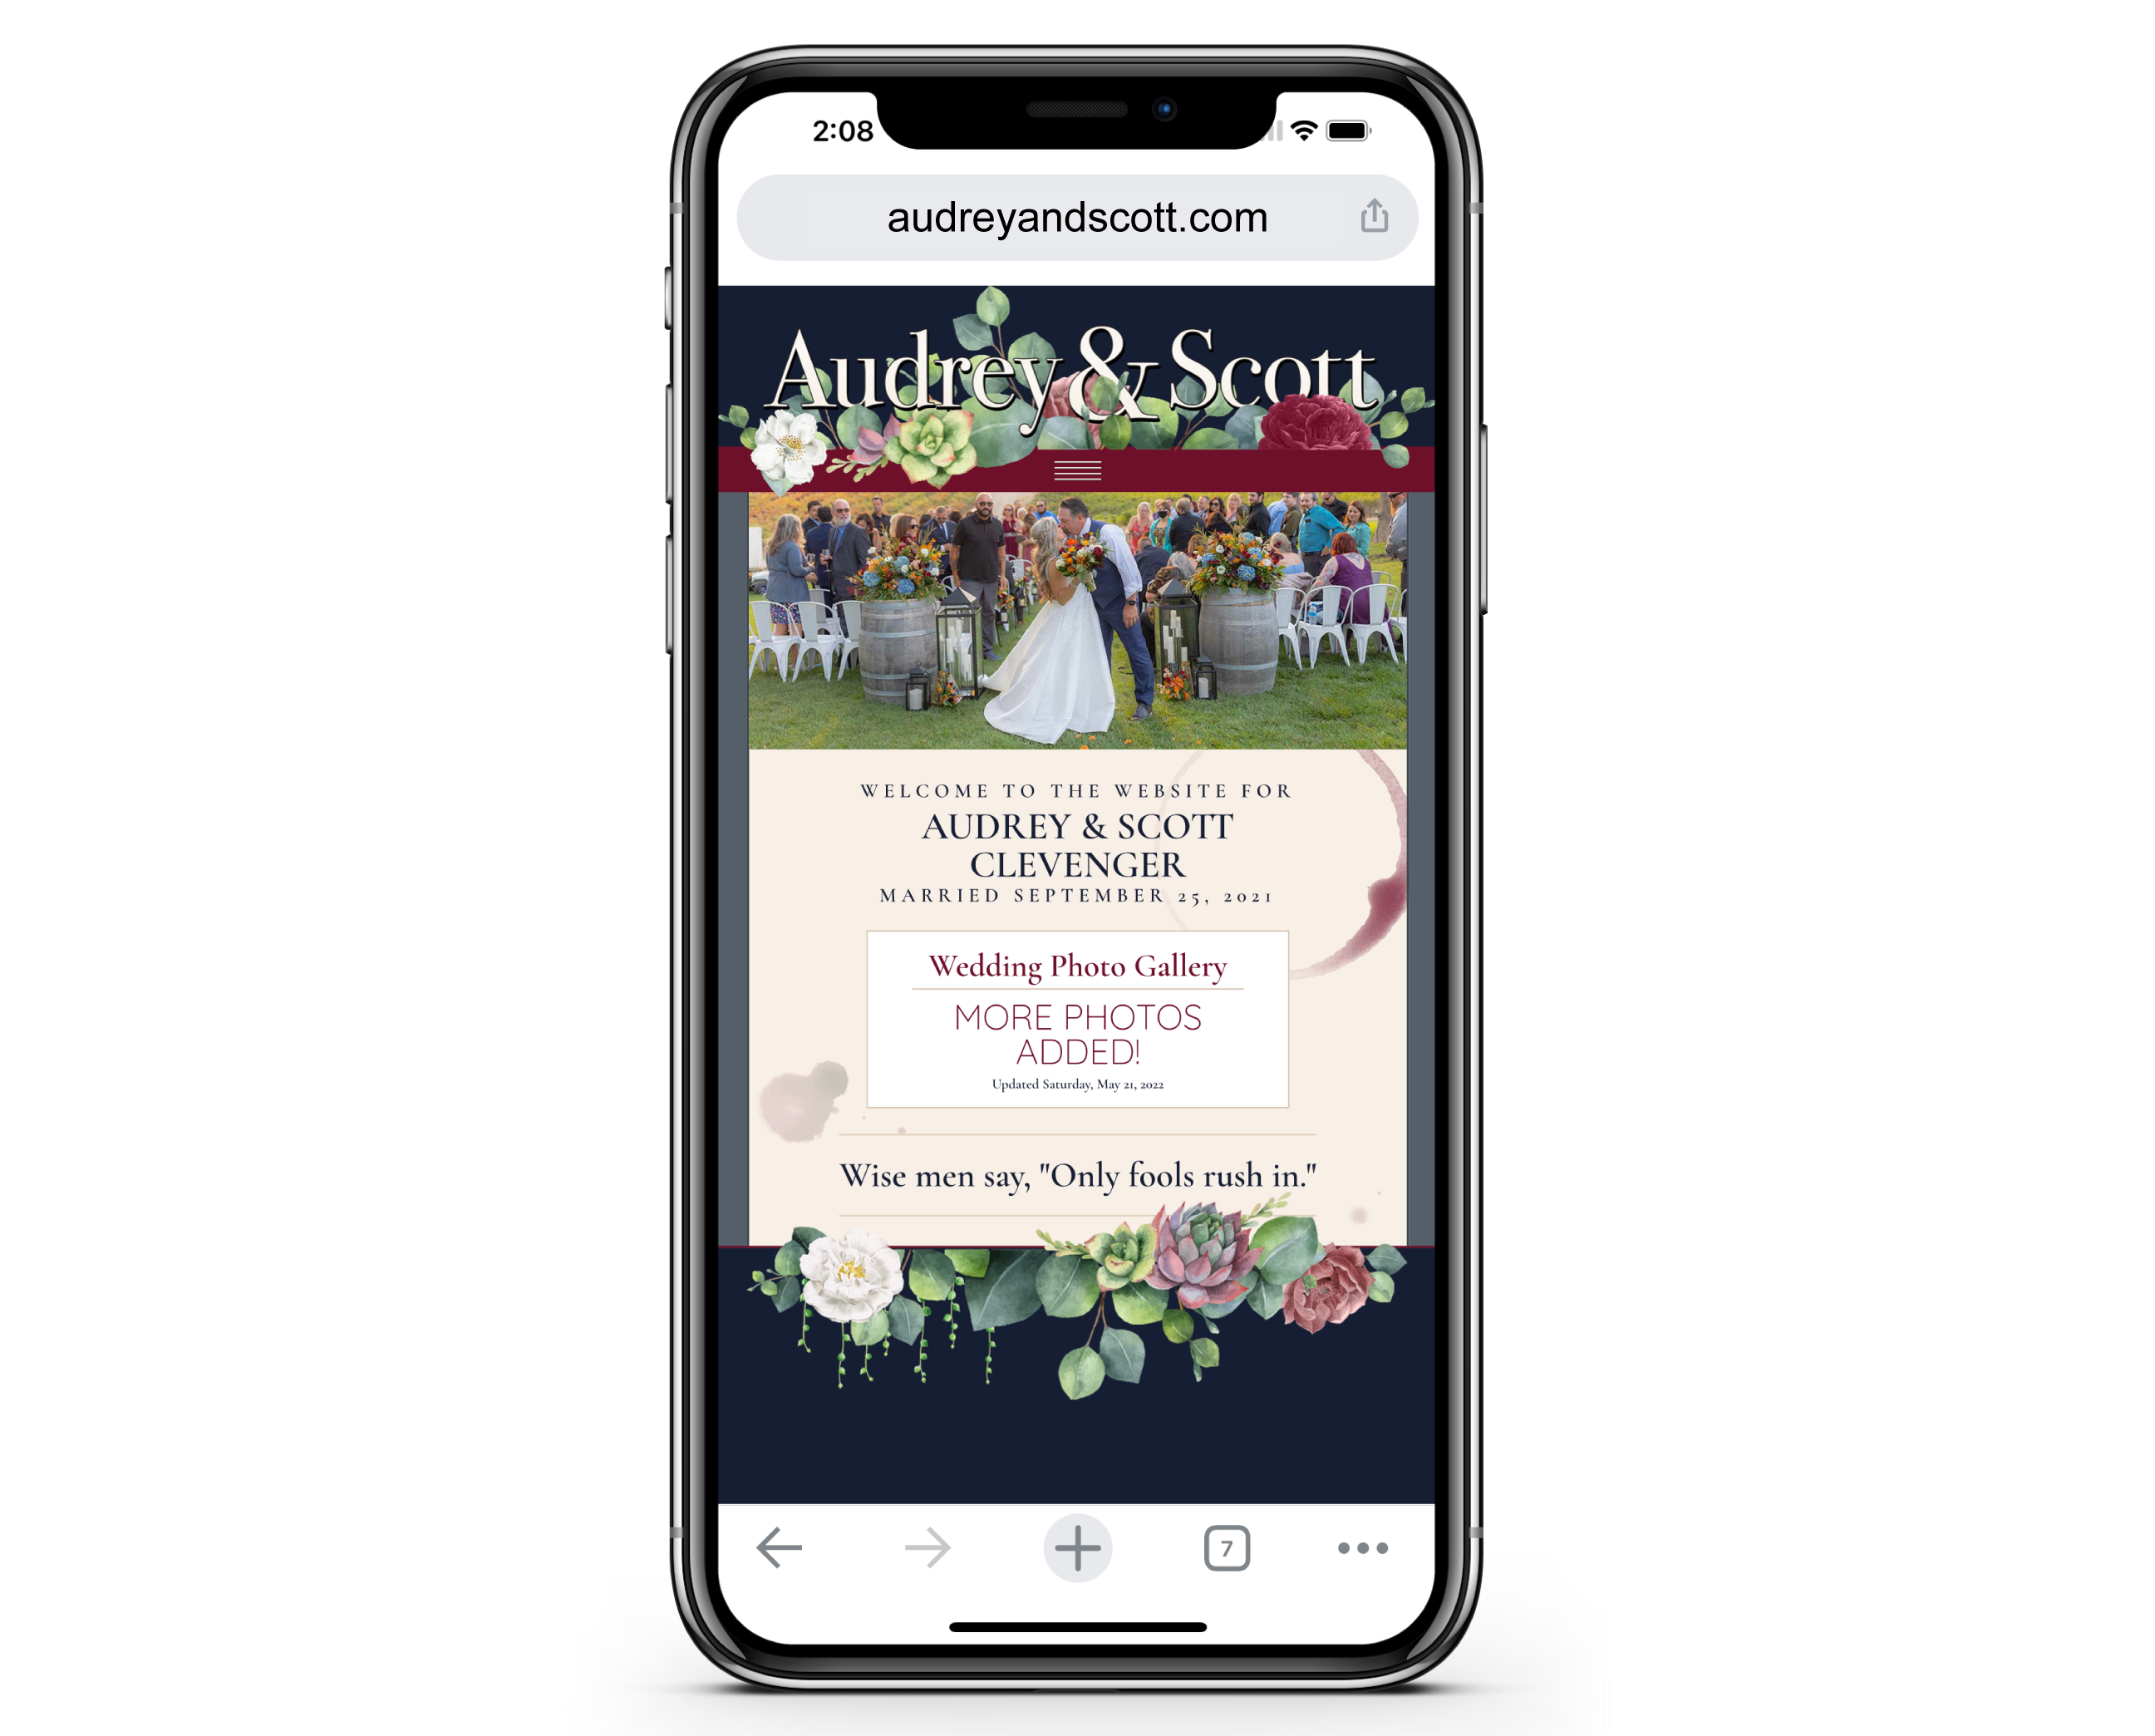 2:08
audreyandscott.com
Audrey & Scott
WELCOME TO THE WEBSITE FOR
AUDREY & SCOTT
CLEVENGER
MARRIED SEPTEMBER 25, 2021
Wedding Photo Gallery
MORE PHOTOS
ADDED!
Updated Saturday, May 21, 2022
Wise men say, "Only fools rush in."
7